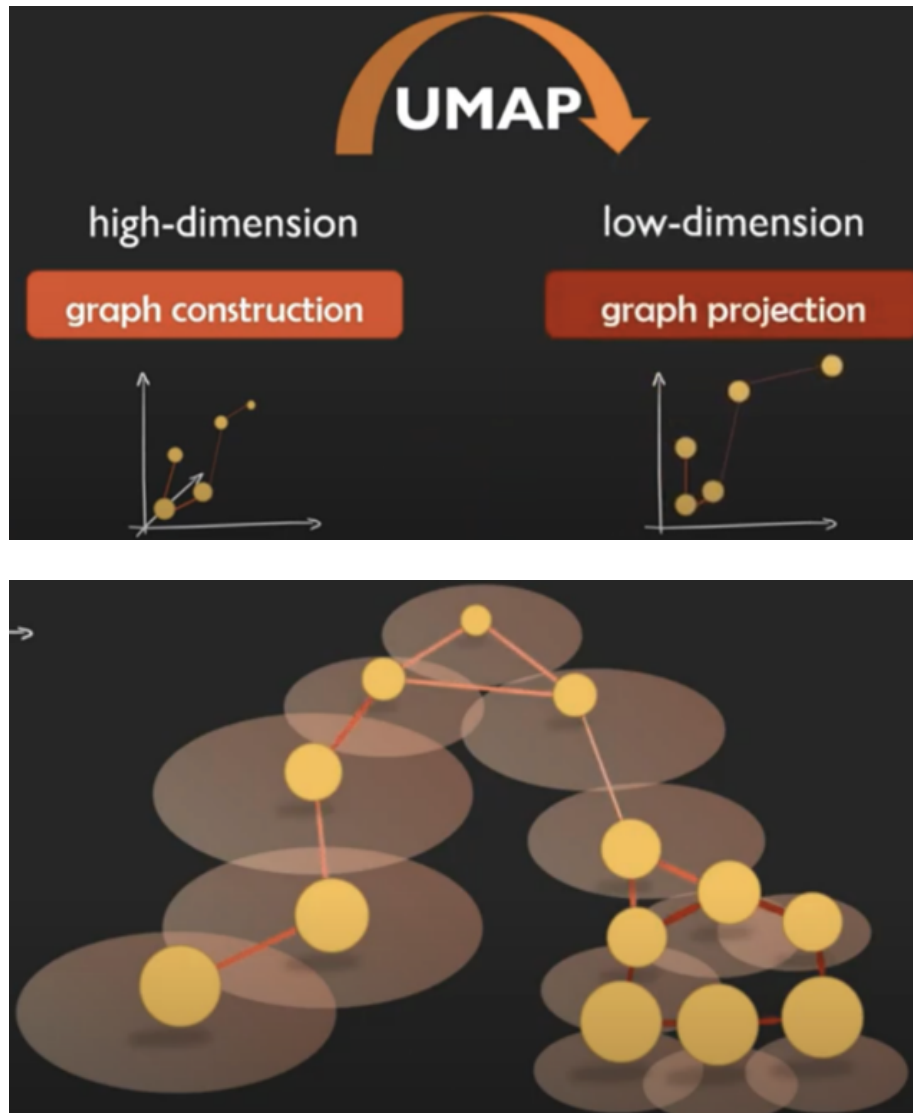 UMAP
high-dimension
low-dimension
graph construction
graph projection